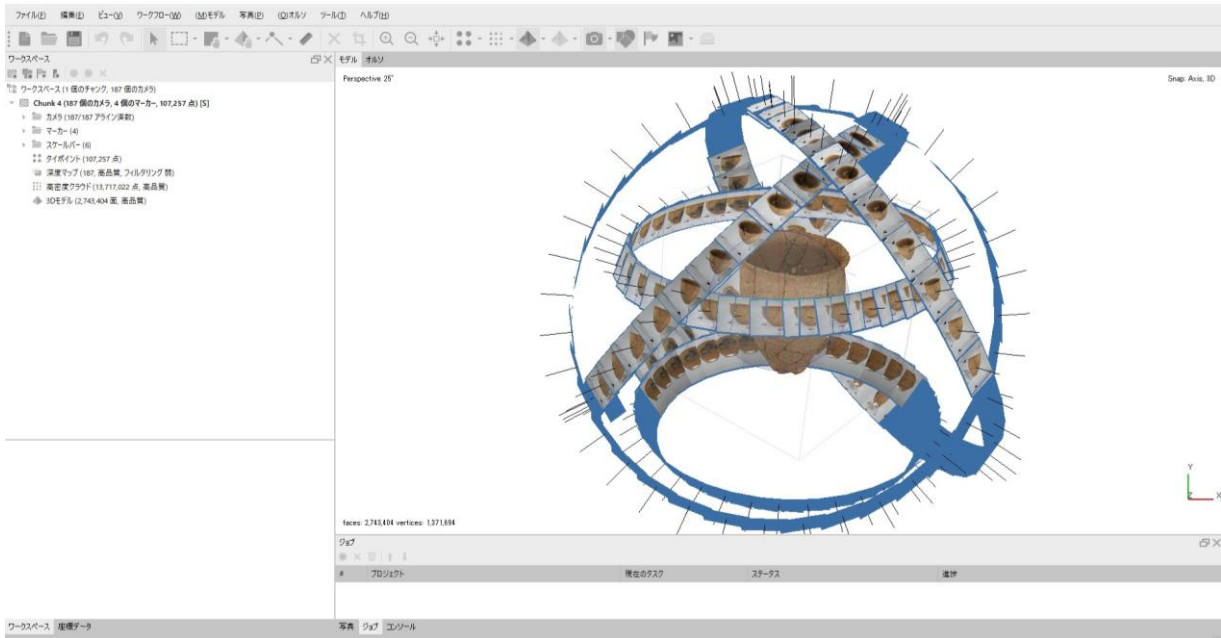 ファイル(F) 編集(E) ビュー(V) ワークフロー(W) (M)モデル 写真(P) (O)オルソ ツール(T) ヘルプ(H)
ワークスペース
モデル オルソ
Perspective 25°
Snap: Axis, 3D
ワークスペース (1 個のチャンク, 187 個のカメラ)
Chunk 4 (187 個のカメラ, 4 個のマーカー, 107,257 点) [S]
カメラ (187/187 アライン済数)
マーカー (4)
スケールバー (6)
タイポイント (107,257 点)
深度マップ (187, 高品質, フィルタリング 弱)
高密度クラウド (13,717,022 点, 高品質)
3Dモデル (2,743,404 面, 高品質)
Y
X
faces: 2,743,404 vertices: 1,371,694
ジョブ
# プロジェクト 現在のタスク ステータス 進捗
ワークスペース 座標データ
写真 ジョブ コンソール